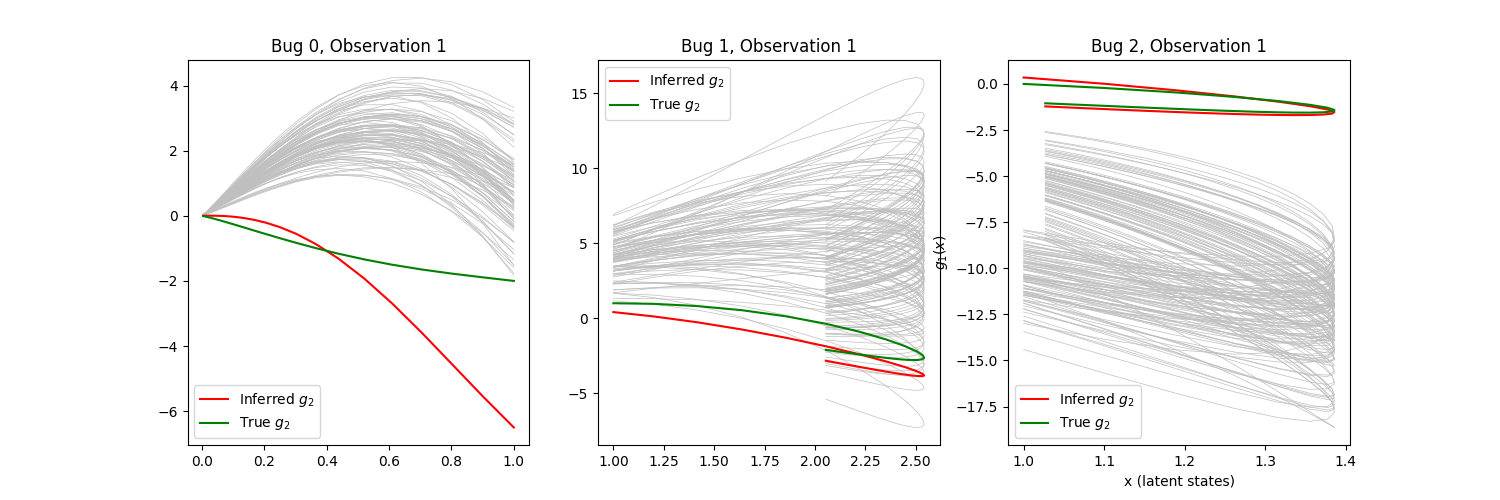 Bug 0, Observation 1
4
2
0
−2
−4
−6
Inferred g₂
True g₂
0.0 0.2 0.4 0.6 0.8 1.0
Bug 1, Observation 1
Inferred g₂
True g₂
15
10
5
0
−5
1.00 1.25 1.50 1.75 2.00 2.25 2.50
Bug 2, Observation 1
g₁(x)
0.0
−2.5
−5.0
−7.5
−10.0
−12.5
−15.0
−17.5
Inferred g₂
True g₂
1.0 1.1 1.2 1.3 1.4
x (latent states)